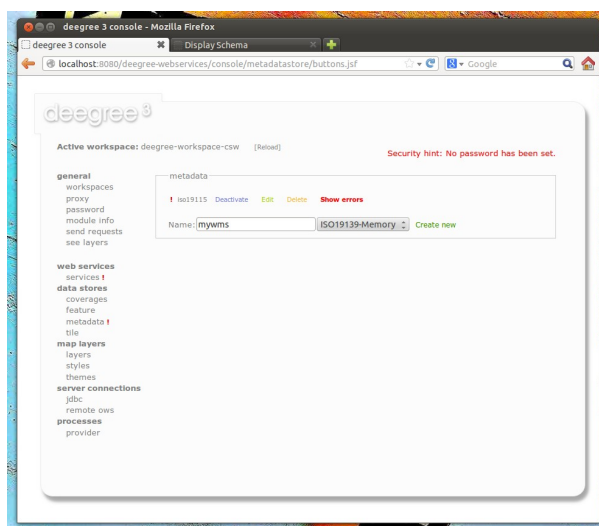 deegree 3 console - Mozilla Firefox
deegree 3 console
Display Schema
localhost:8080/deegree-webservices/console/metadatastore/buttons.jsf
Google
deegree 3
Active workspace: deegree-workspace-csw [Reload]
Security hint: No password has been set.
general
workspaces
proxy
password
module info
send requests
see layers
web services
services !
data stores
coverages
feature
metadata !
tile
map layers
layers
styles
themes
server connections
jdbc
remote ows
processes
provider
metadata
! iso19115 Deactivate Edit Delete Show errors
Name: mywms ISO19139-Memory Create new